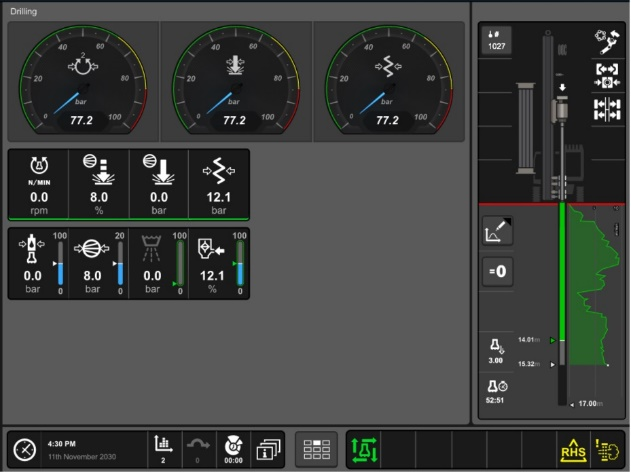 Drilling
0 20 40 60 80 100
2
bar
77.2
0 20 40 60 80 100
bar
77.2
0 20 40 60 80 100
bar
77.2
N/MIN
0.0 8.0 0.0 12.1
rpm % bar bar
100 20 100 100
0.0 8.0 0.0 12.1
bar 0 bar 0 bar 0 % 0
#
1027
=0
3.00
52:51
14.01m
15.32m
17.00m
4:30 PM
11th November 2030
2
0
00:00
i
RHS